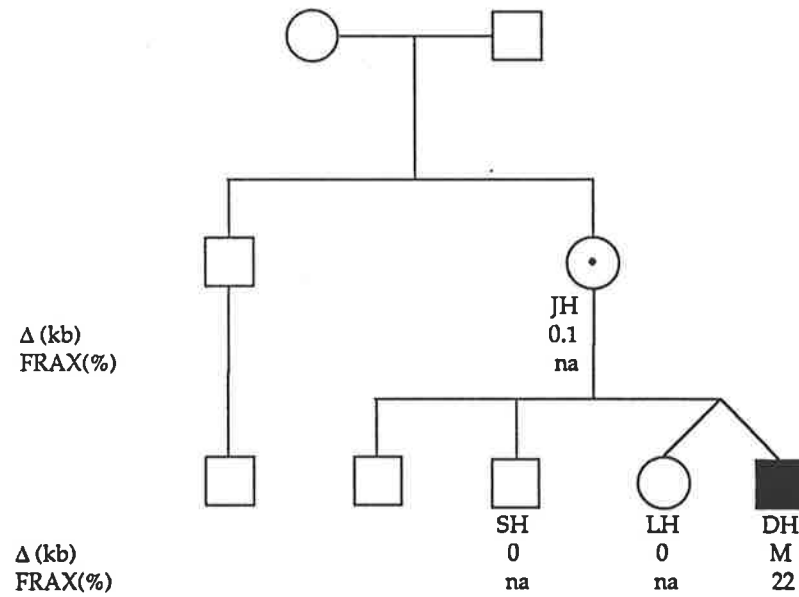 JH
Δ (kb) 0.1
FRAX(%) na
SH LH DH
Δ (kb) 0 0 M
FRAX(%) na na 22